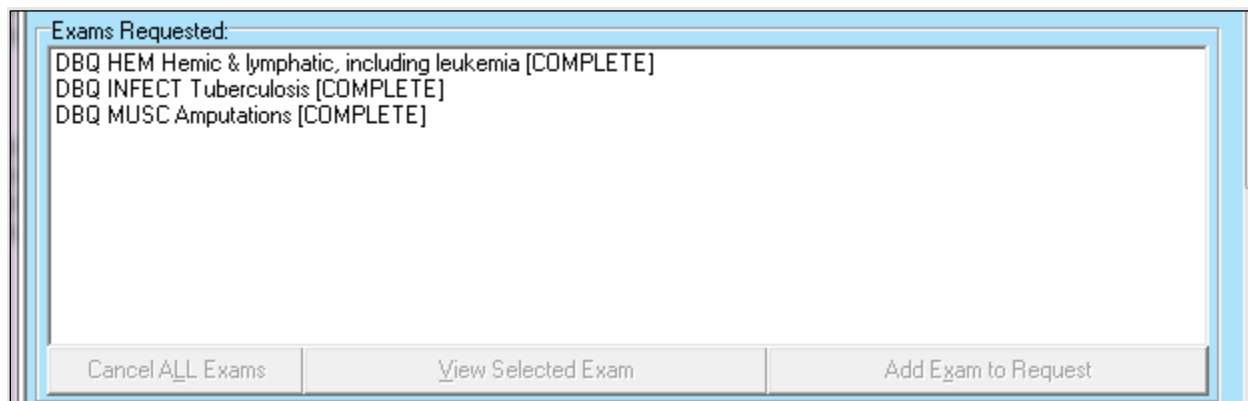 Exams Requested:
DBQ HEM Hemic & lymphatic, including leukemia [COMPLETE]
DBQ INFECT Tuberculosis [COMPLETE]
DBQ MUSC Amputations [COMPLETE]
Cancel ALL Exams View Selected Exam Add Exam to Request